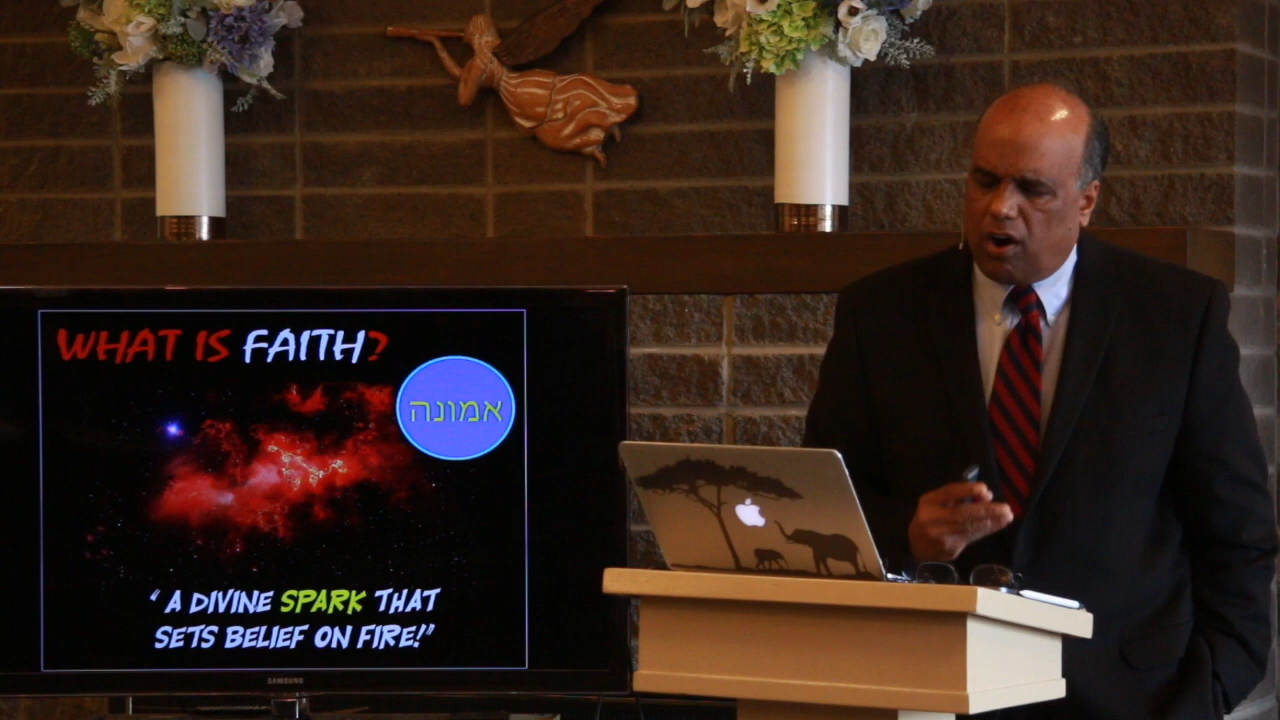 WHAT IS FAITH?
אמונה
“A DIVINE SPARK THAT
SETS BELIEF ON FIRE!”
SAMSUNG